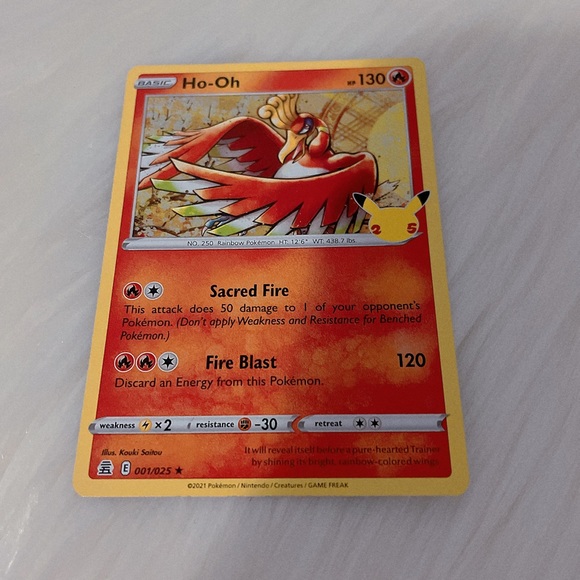 BASIC Ho-Oh HP 130
25
NO. 250 Rainbow Pokémon HT: 12'6" WT: 438.7 lbs.
Sacred Fire
This attack does 50 damage to 1 of your opponent's
Pokémon. (Don't apply Weakness and Resistance for Benched
Pokémon.)
Fire Blast 120
Discard an Energy from this Pokémon.
weakness ×2 resistance -30 retreat
Illus. Kouki Saitou
It will reveal itself before a pure-hearted Trainer
by shining its bright, rainbow-colored wings.
E 001/025 ★
©2021 Pokémon / Nintendo / Creatures / GAME FREAK